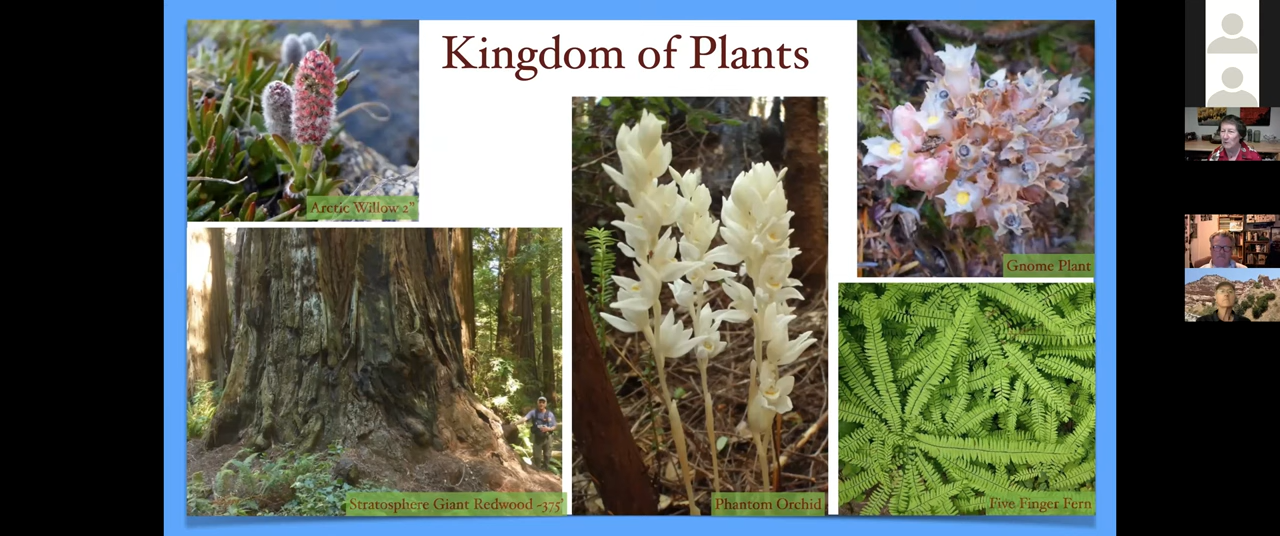 Kingdom of Plants
Arctic Willow 2"
Gnome Plant
Stratosphere Giant Redwood -375'
Phantom Orchid
Five Finger Fern